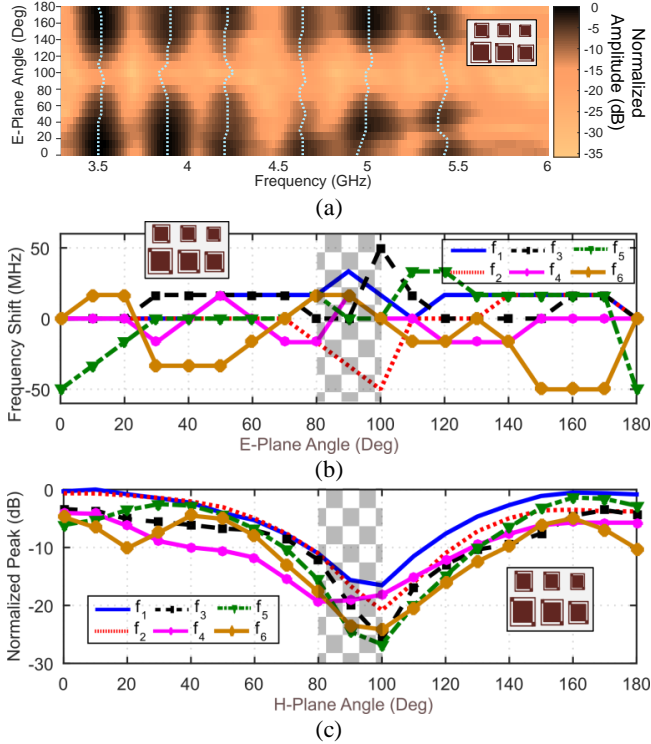 180
160
140
120
100
80
60
40
20
0
E-Plane Angle (Deg)
3.5 4 4.5 5 5.5 6
Frequency (GHz)
0
-5
-10
-15
-20
-25
-30
-35
Normalized
Amplitude (dB)
(a)
50
0
-50
Frequency Shift (MHz)
f1 f3 f5
f2 f4 f6
0 20 40 60 80 100 120 140 160 180
E-Plane Angle (Deg)
(b)
0
-10
-20
-30
Normalized Peak (dB)
f1 f3 f5
f2 f4 f6
0 20 40 60 80 100 120 140 160 180
H-Plane Angle (Deg)
(c)